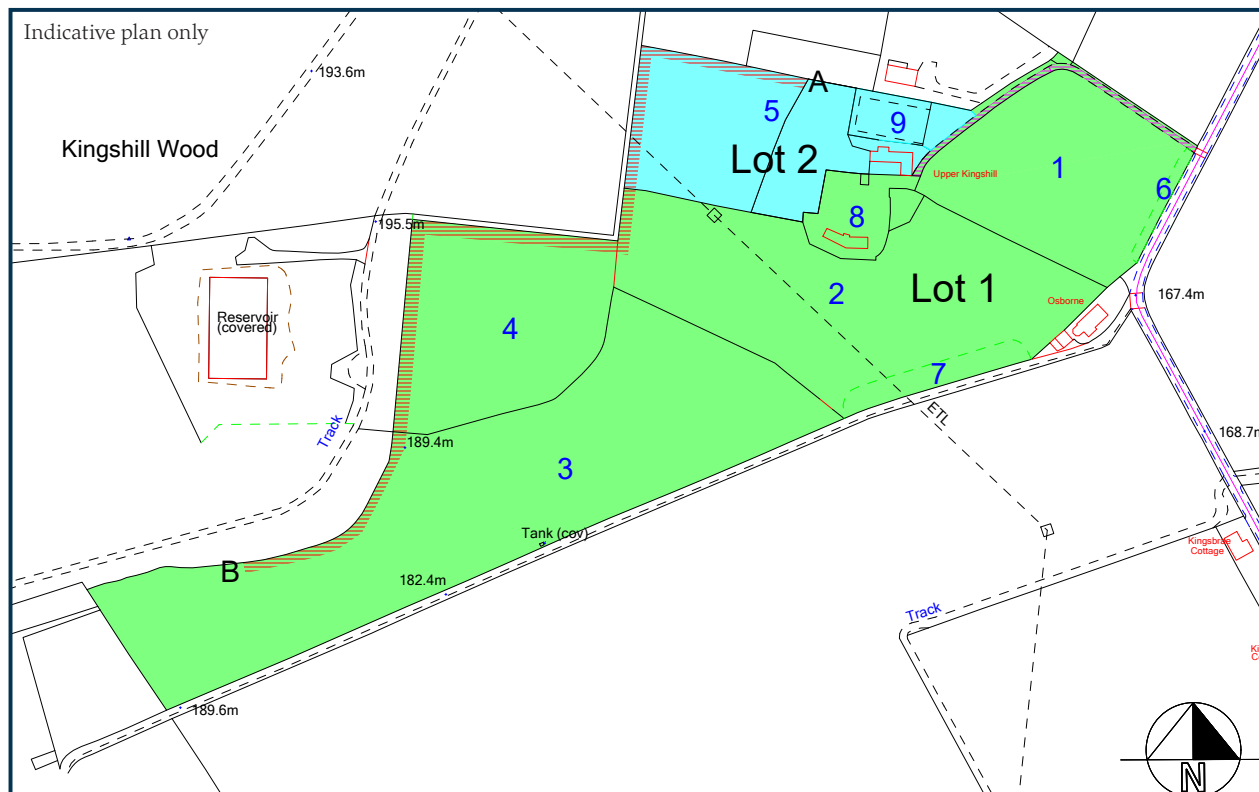 Indicative plan only
193.6m
A
5
9
Kingshill Wood
Lot 2
1
Upper Kingshill
6
195.5m
8
2
Lot 1
167.4m
Osborne
Reservoir
(covered)
4
7
ETL
Track
189.4m
168.7m
3
Tank (cov)
Kingsbrae
Cottage
B
182.4m
Track
189.6m
N